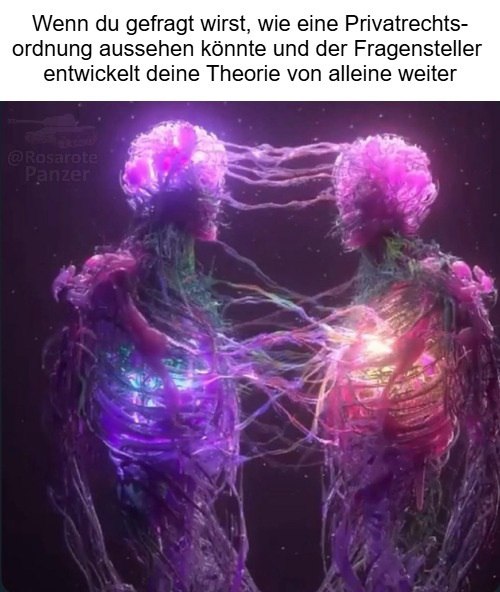 Wenn du gefragt wirst, wie eine Privatrechts-
ordnung aussehen könnte und der Fragensteller
entwickelt deine Theorie von alleine weiter
@Rosarote
Panzer